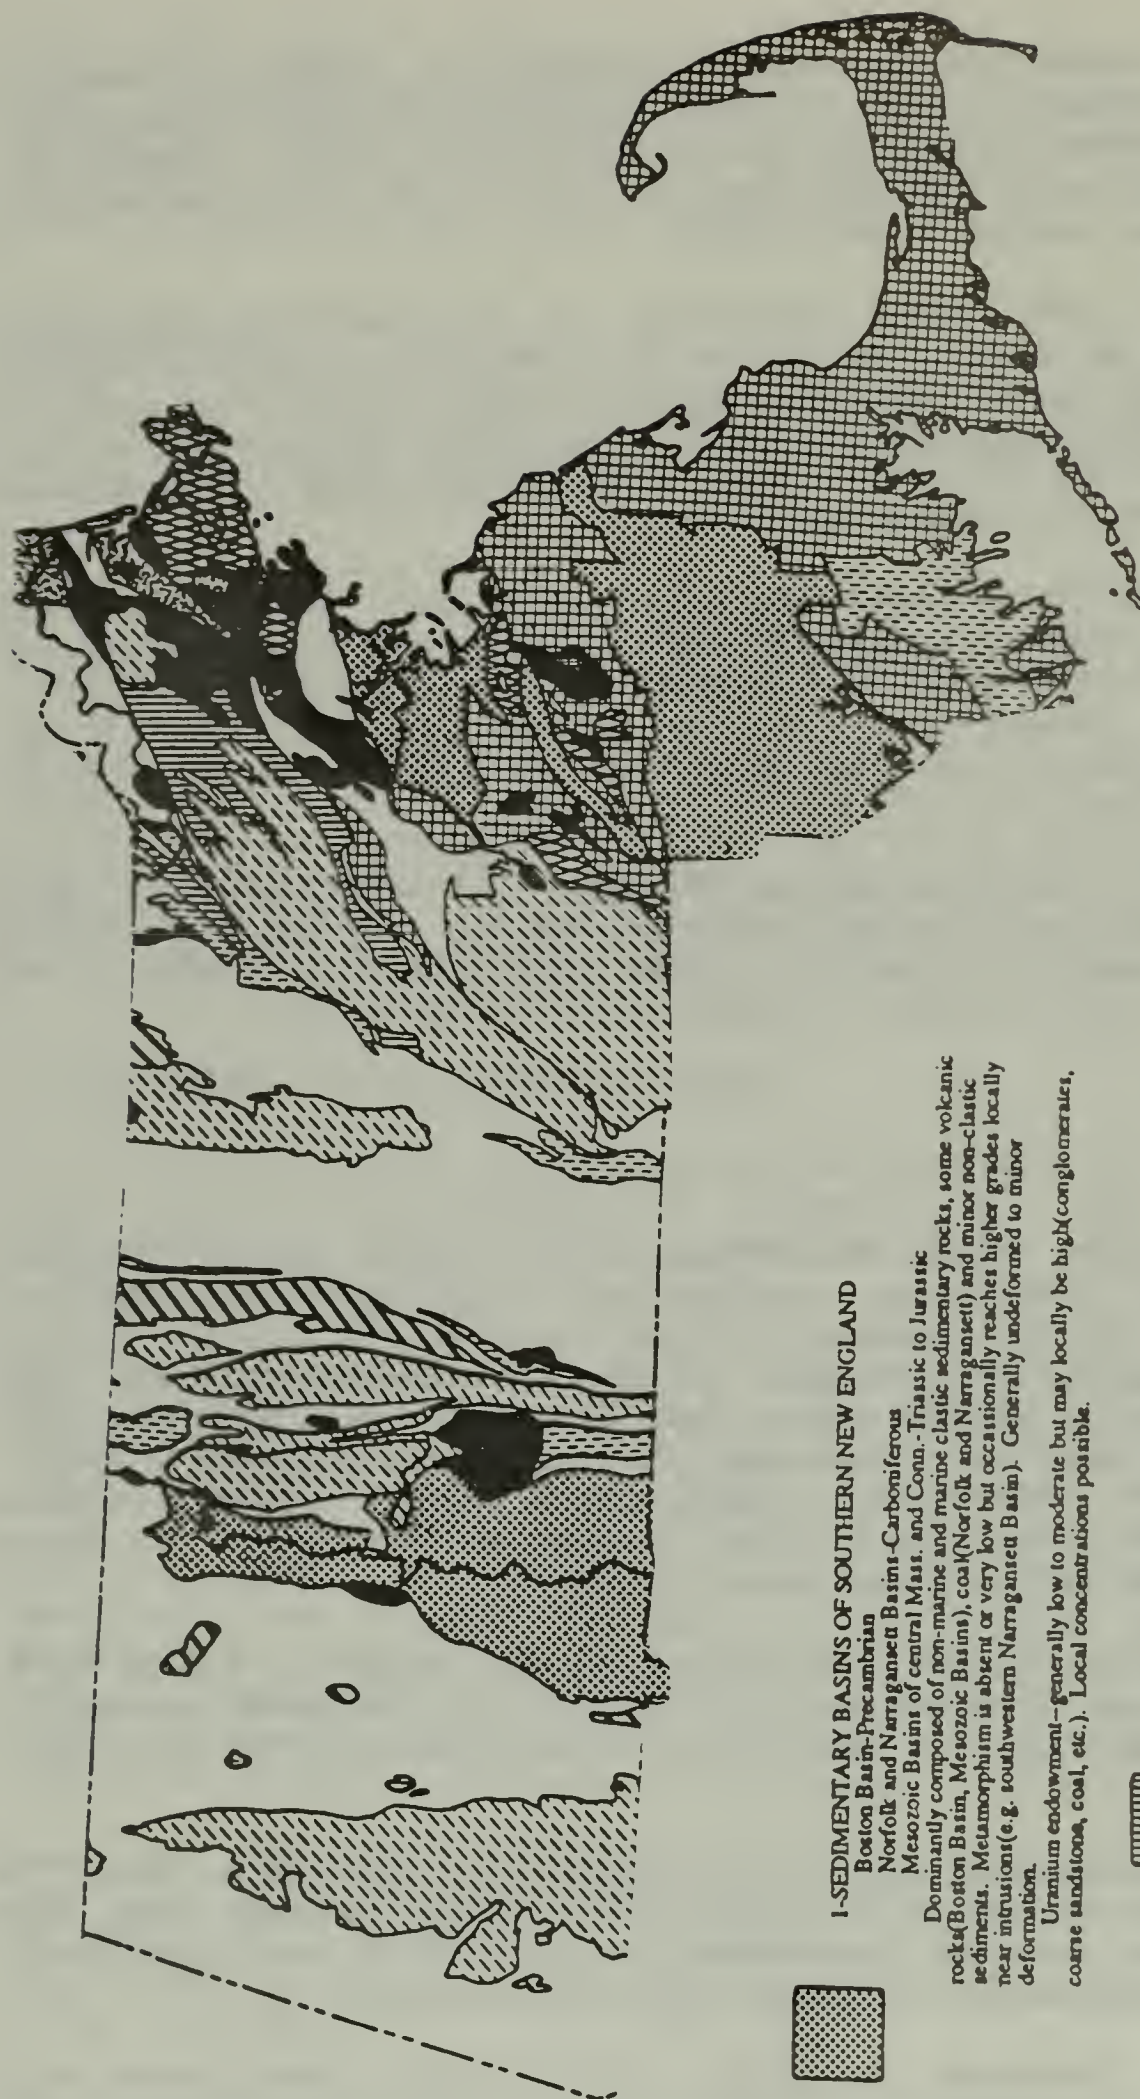 1-SEDIMENTARY BASINS OF SOUTHERN NEW ENGLAND
Boston Basin-Precambrian
Norfolk and Narragansett Basins-Carboniferous
Mesozoic Basins of central Mass. and Conn.-Triassic to Jurassic
Dominantly composed of non-marine and marine clastic sedimentary rocks, some volcanic
rocks(Boston Basin, Mesozoic Basins), coal(Norfolk and Narragansett) and minor non-clastic
sediments. Metamorphism is absent or very low but occassionally reaches higher grades locally
near intrusions(e.g. southwestern Narragansett Basin). Generally undeformed to minor
deformation.
Uranium endowment-generally low to moderate but may locally be high(conglomerates,
coarse sandstone, coal, etc.). Local concentrations possible.